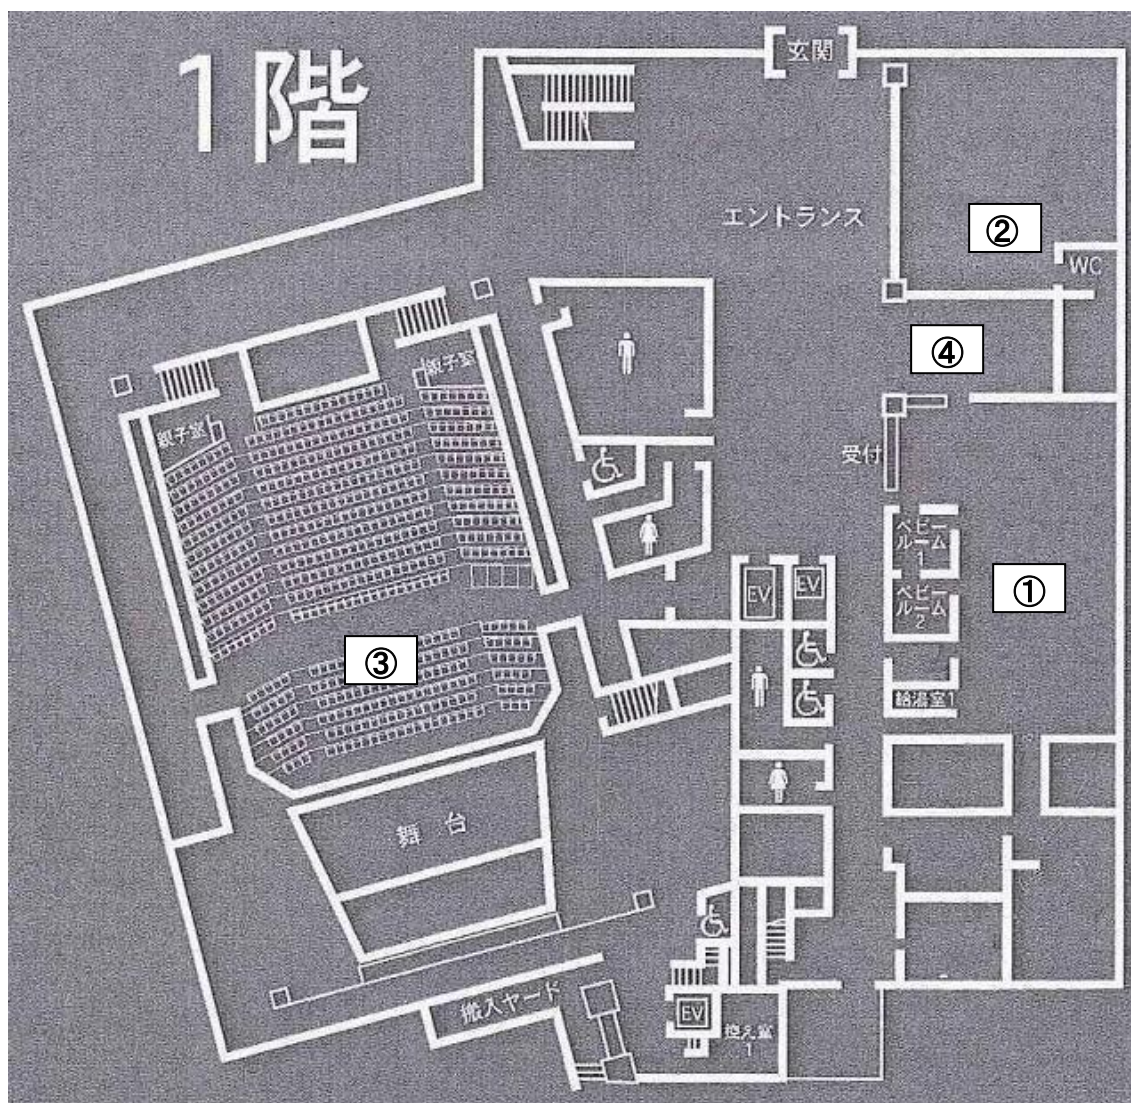 1階
玄関
エントランス
②
WC
④
親子室
親子室
受付
ベビー
ルーム
1
ベビー
ルーム
2
①
EV
EV
③
給湯室1
舞台
搬入ヤード
EV
控え室
1